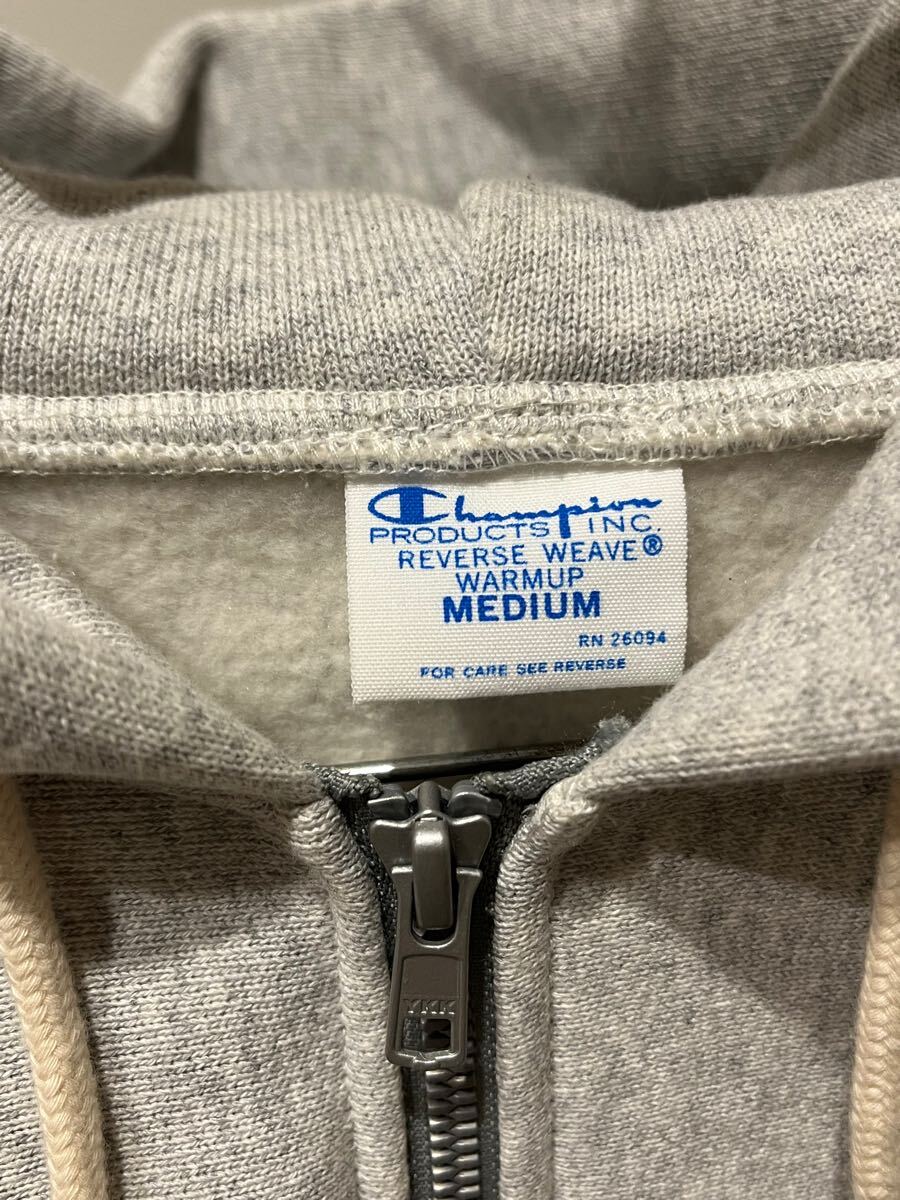 Champion
PRODUCTS INC.
REVERSE WEAVE®
WARMUP
MEDIUM
RN 26094
FOR CARE SEE REVERSE
YKK